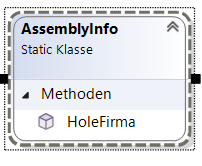 AssemblyInfo
Static Klasse
Methoden
HoleFirma